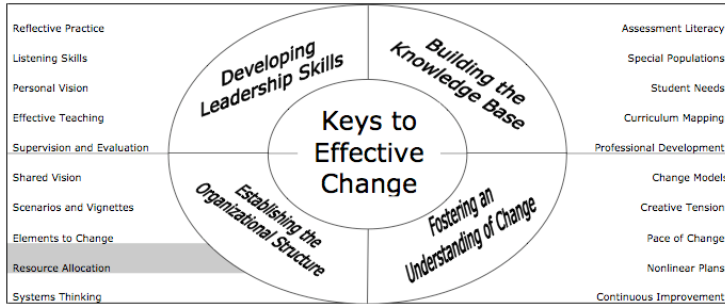 Reflective Practice
Listening Skills
Personal Vision
Effective Teaching
Supervision and Evaluation
Developing
Leadership Skills
Building the
Knowledge Base
Assessment Literacy
Special Populations
Student Needs
Curriculum Mapping
Professional Development
Keys to
Effective
Change
Shared Vision
Scenarios and Vignettes
Elements to Change
Resource Allocation
Systems Thinking
Establishing the
Organizational Structure
Fostering an
Understanding of Change
Change Models
Creative Tension
Pace of Change
Nonlinear Plans
Continuous Improvement